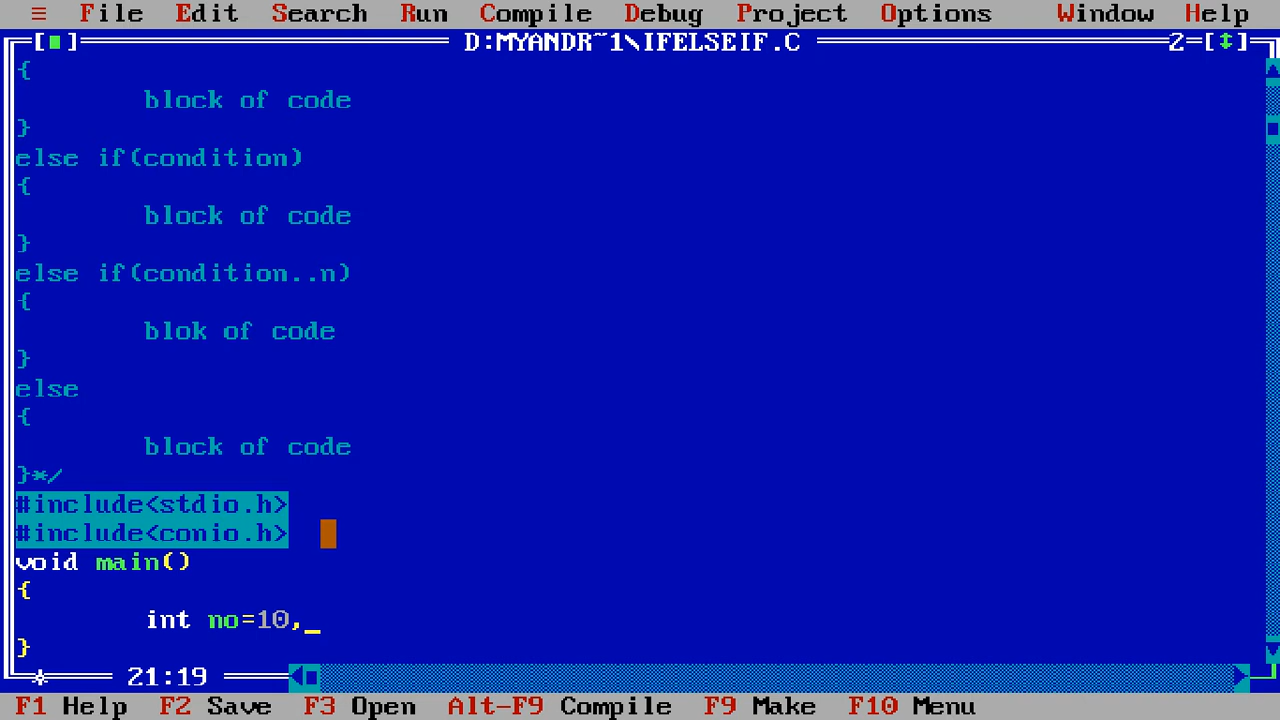 ≡ File Edit Search Run Compile Debug Project Options Window Help
[■] D:MYANDR~1\IFELSEIF.C 2=[↕]
{
block of code
}
else if(condition)
{
block of code
}
else if(condition..n)
{
blok of code
}
else
{
block of code
}*/
#include<stdio.h>
#include<conio.h>
void main()
{
int no=10,_
}
* 21:19
F1 Help F2 Save F3 Open Alt-F9 Compile F9 Make F10 Menu